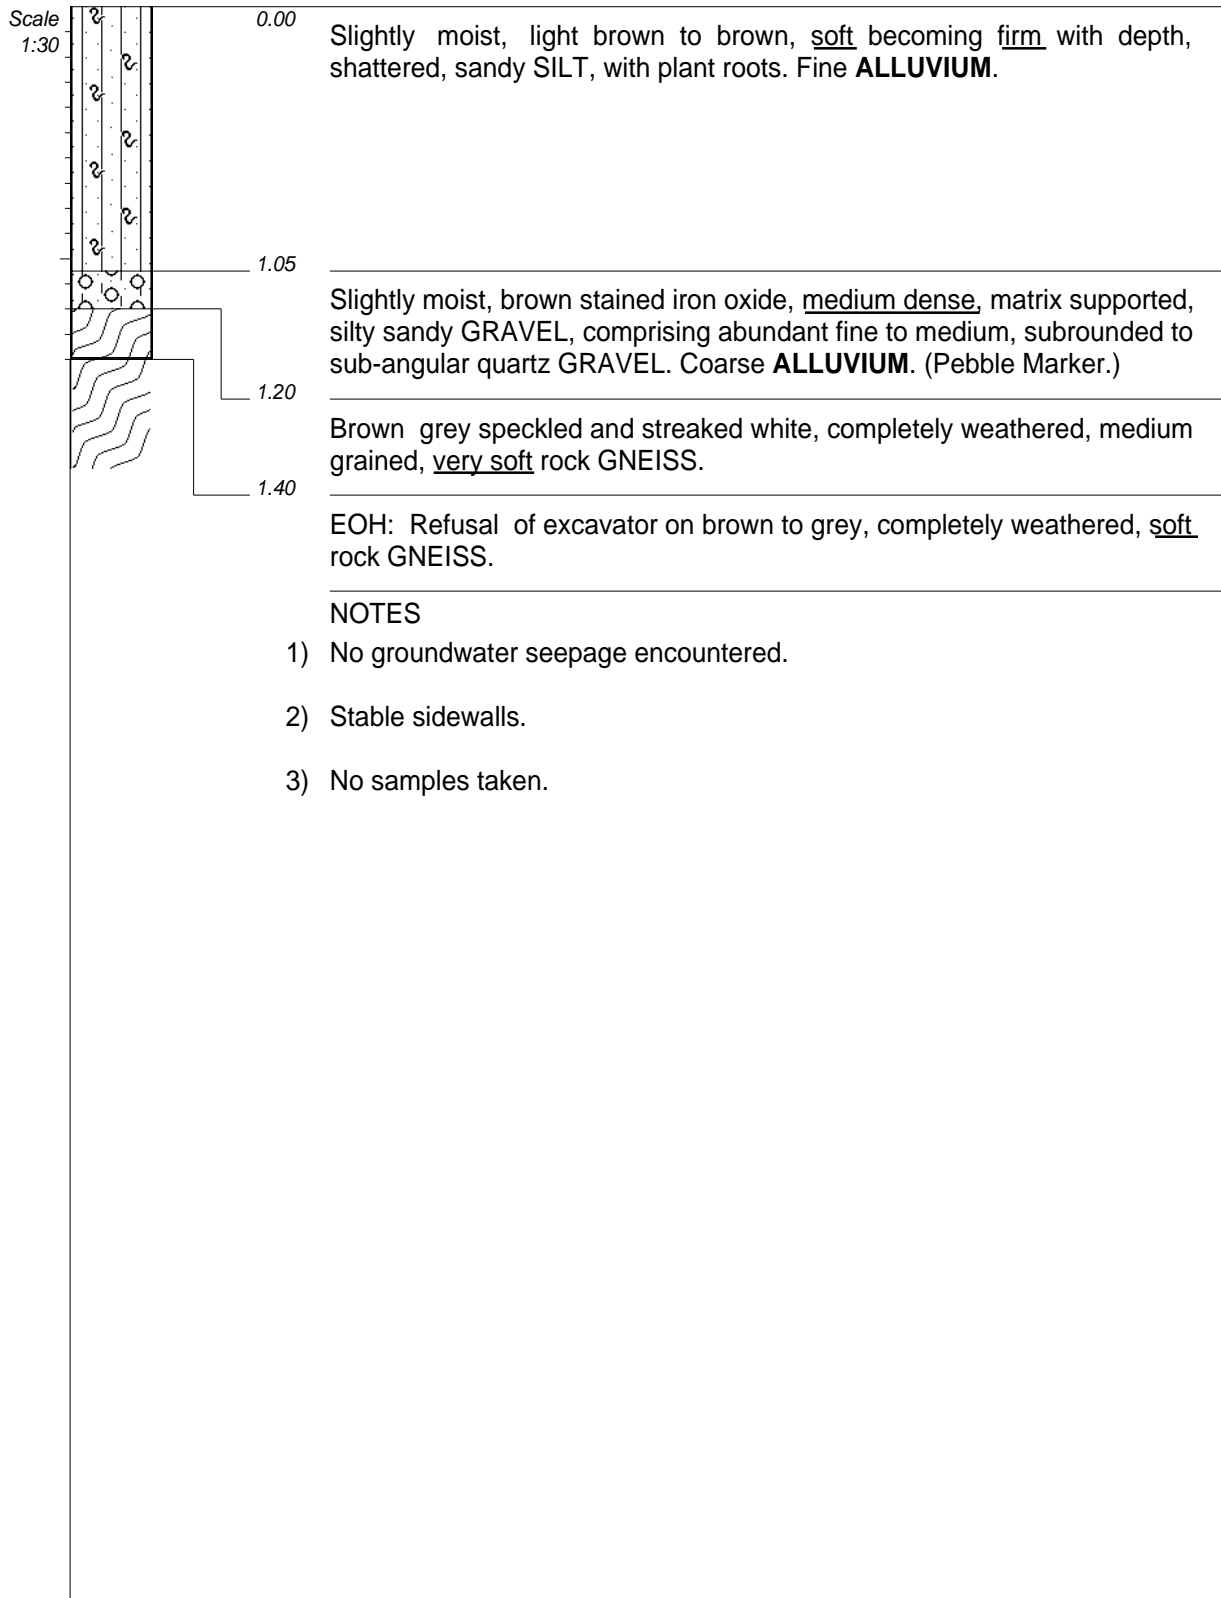 Scale
1:30
0.00
Slightly moist, light brown to brown, soft becoming firm with depth,
shattered, sandy SILT, with plant roots. Fine ALLUVIUM.
1.05
Slightly moist, brown stained iron oxide, medium dense, matrix supported,
silty sandy GRAVEL, comprising abundant fine to medium, subrounded to
sub-angular quartz GRAVEL. Coarse ALLUVIUM. (Pebble Marker.)
1.20
Brown grey speckled and streaked white, completely weathered, medium
grained, very soft rock GNEISS.
1.40
EOH: Refusal of excavator on brown to grey, completely weathered, soft
rock GNEISS.
NOTES
1) No groundwater seepage encountered.
2) Stable sidewalls.
3) No samples taken.